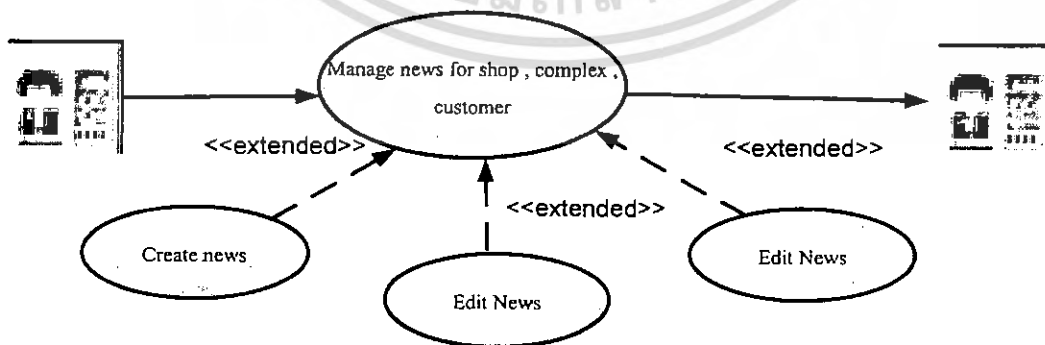 Manage news for shop , complex ,
customer
<<extended>>
<<extended>>
<<extended>>
Create news
Edit News
Edit News